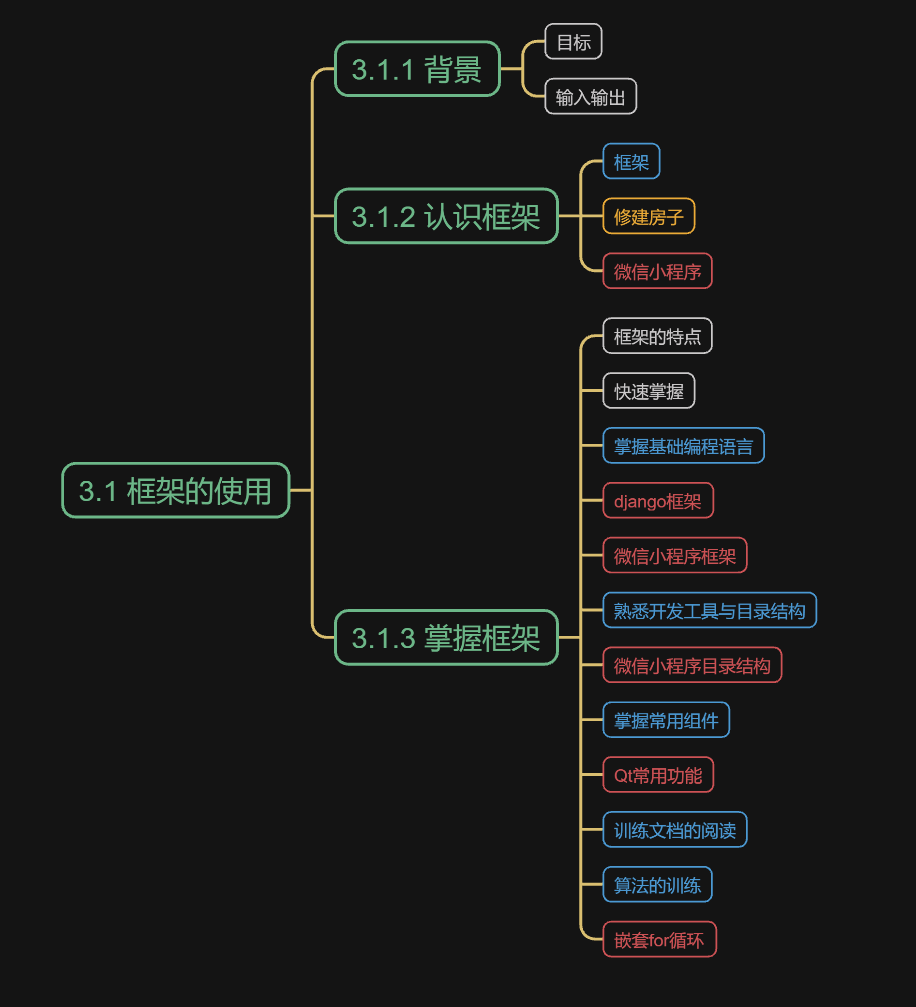 3.1 框架的使用
3.1.1 背景
目标
输入输出
3.1.2 认识框架
框架
修建房子
微信小程序
3.1.3 掌握框架
框架的特点
快速掌握
掌握基础编程语言
django框架
微信小程序框架
熟悉开发工具与目录结构
微信小程序目录结构
掌握常用组件
Qt常用功能
训练文档的阅读
算法的训练
嵌套for循环